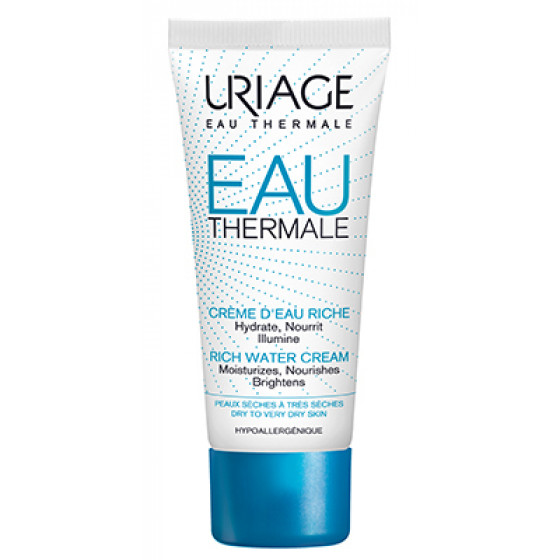 URIAGE
EAU THERMALE
EAU
THERMALE
CRÈME D'EAU RICHE
Hydrate, Nourrit
Illumine
RICH WATER CREAM
Moisturizes, Nourishes
Brightens
PEAUX SÈCHES À TRÈS SÈCHES
DRY TO VERY DRY SKIN
HYPOALLERGÉNIQUE